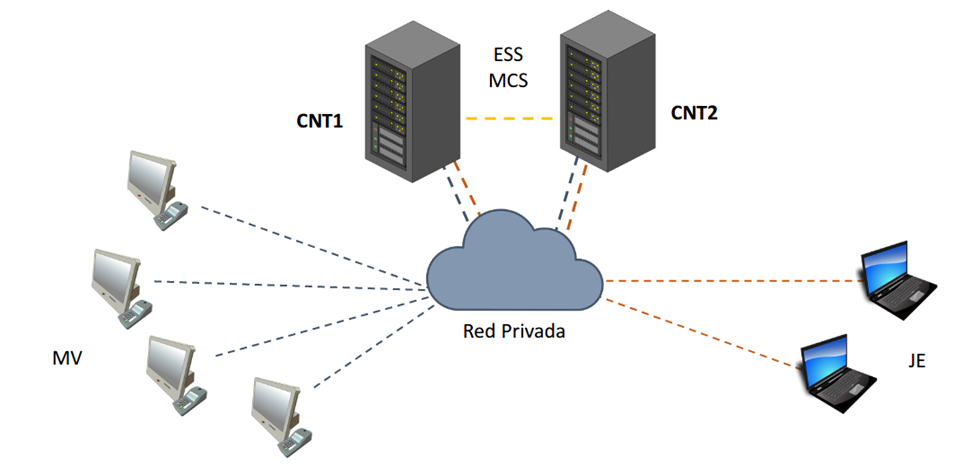 ESS
MCS
CNT1
CNT2
Red Privada
MV
JE